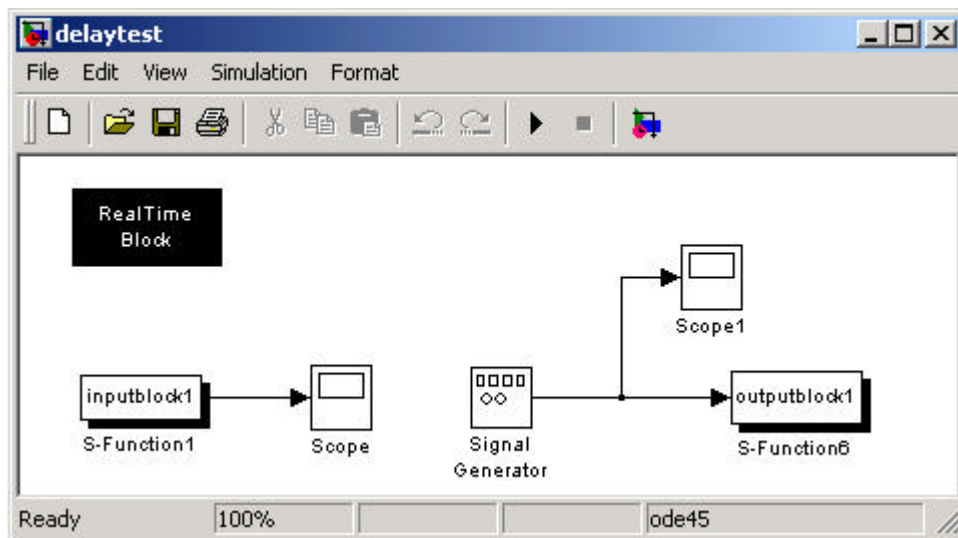 delaytest
File Edit View Simulation Format
RealTime
Block
Scope1
inputblock1
S-Function1
Scope
Signal
Generator
outputblock1
S-Function6
Ready 100% ode45